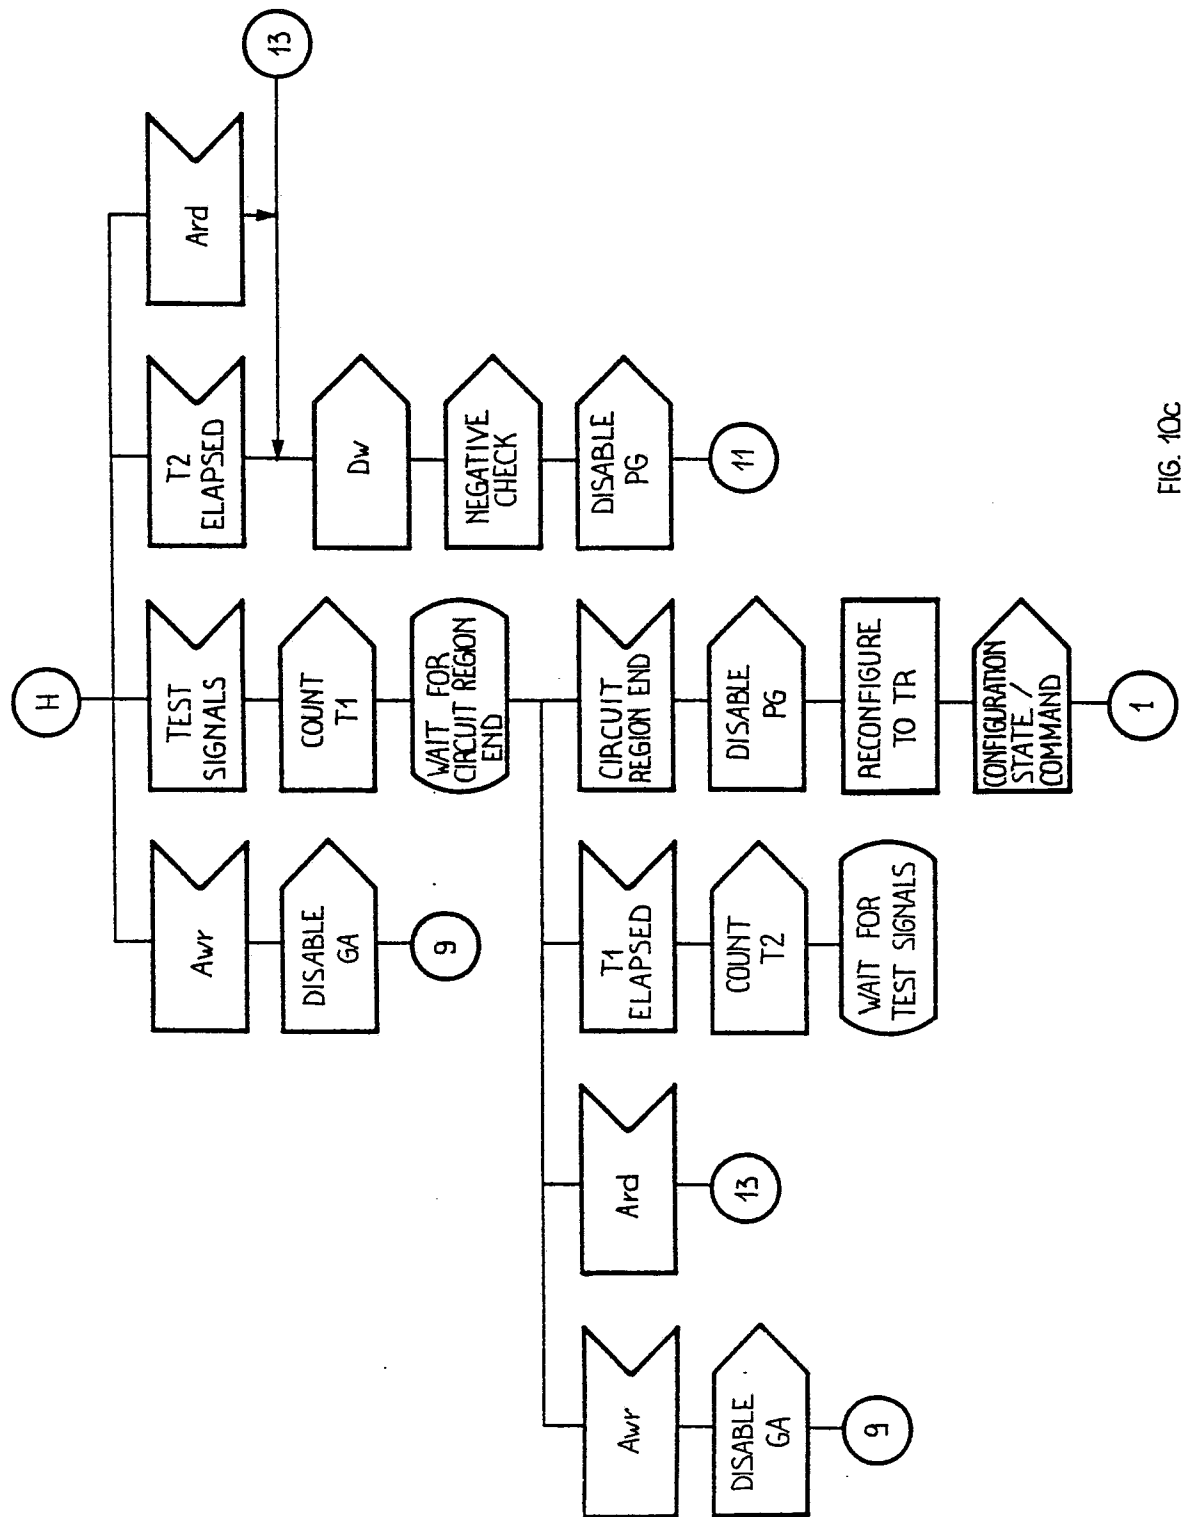 H
Awr
DISABLE
GA
9
TEST
SIGNALS
COUNT
T1
WAIT FOR
CIRCUIT REGION
END
T2
ELAPSED
Ard
13
Dw
NEGATIVE
CHECK
DISABLE
PG
11
Awr
DISABLE
GA
9
Ard
13
T1
ELAPSED
COUNT
T2
WAIT FOR
TEST SIGNALS
CIRCUIT
REGION END
DISABLE
PG
RECONFIGURE
TO TR
CONFIGURATION
STATE/
COMMAND
1
FIG. 10c